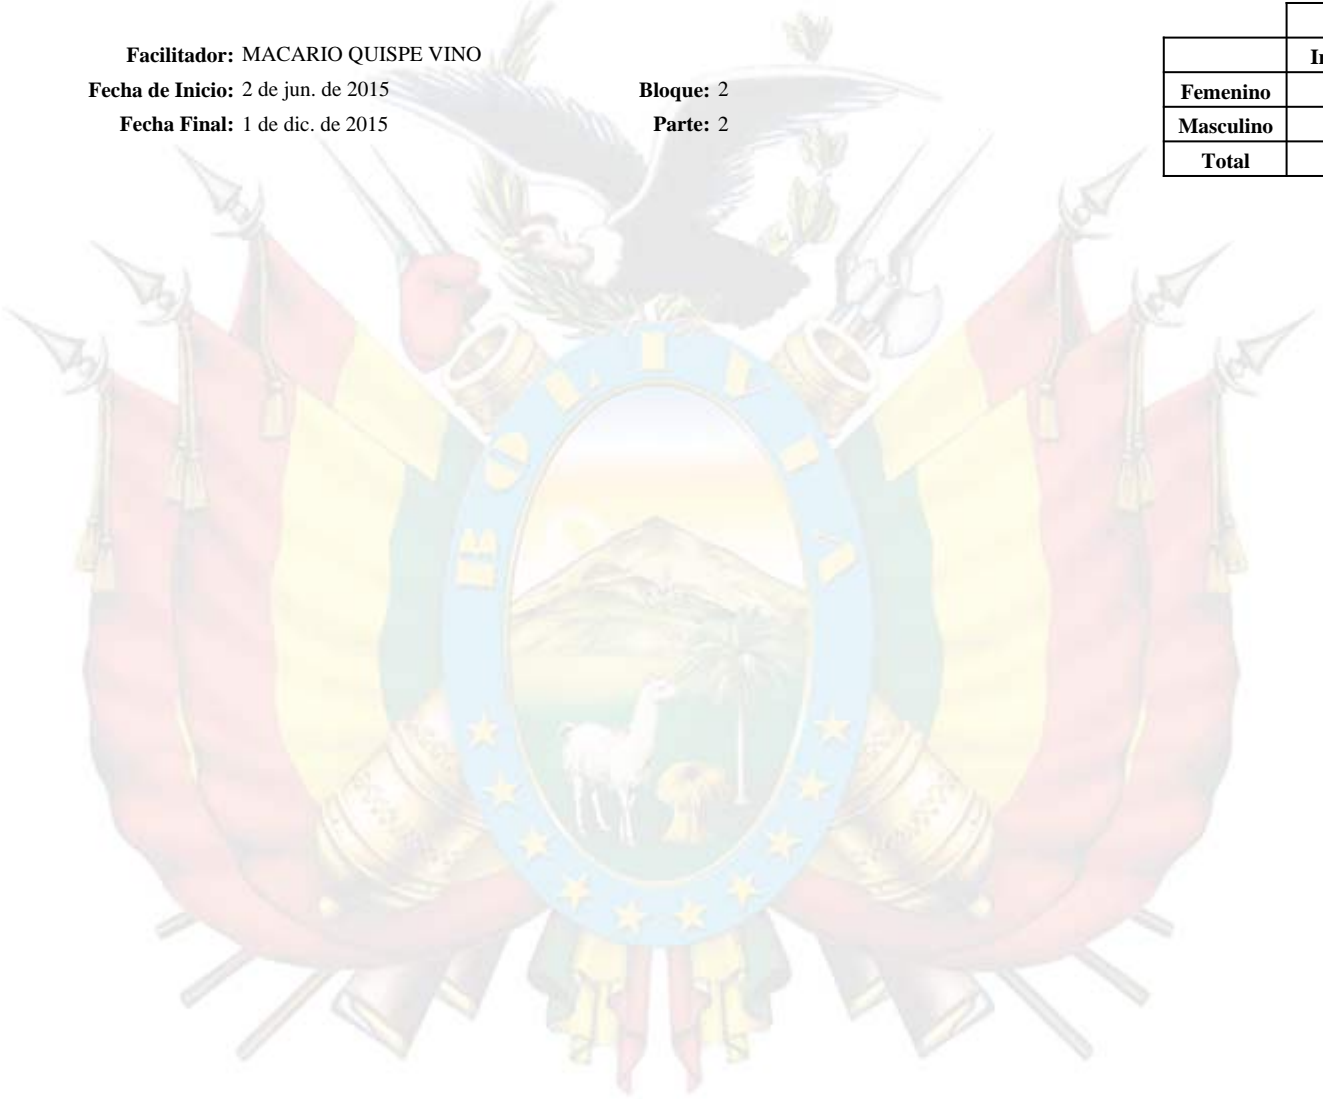 Facilitador: MACARIO QUISPE VINO
Fecha de Inicio: 2 de jun. de 2015 Bloque: 2
Fecha Final: 1 de dic. de 2015 Parte: 2
Femenino
Masculino
Total
BOLIVIA